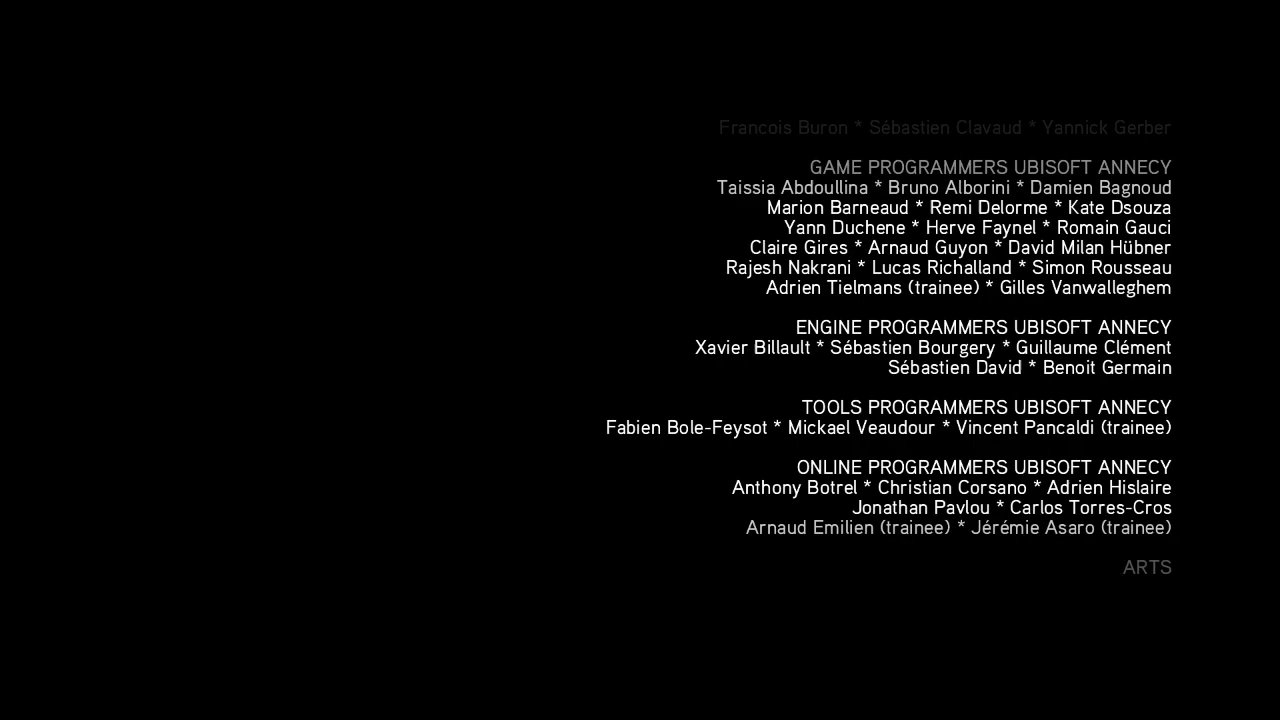 Francois Buron * Sébastien Clavaud * Yannick Gerber
GAME PROGRAMMERS UBISOFT ANNECY
Taissia Abdoullina * Bruno Alborini * Damien Bagnoud
Marion Barneaud * Remi Delorme * Kate Dsouza
Yann Duchene * Herve Faynel * Romain Gauci
Claire Gires * Arnaud Guyon * David Milan Hübner
Rajesh Nakrani * Lucas Richalland * Simon Rousseau
Adrien Tielmans (trainee) * Gilles Vanwalleghem
ENGINE PROGRAMMERS UBISOFT ANNECY
Xavier Billault * Sébastien Bourgery * Guillaume Clément
Sébastien David * Benoit Germain
TOOLS PROGRAMMERS UBISOFT ANNECY
Fabien Bole-Feysot * Mickael Veaudour * Vincent Pancaldi (trainee)
ONLINE PROGRAMMERS UBISOFT ANNECY
Anthony Botrel * Christian Corsano * Adrien Hislaire
Jonathan Pavlou * Carlos Torres-Cros
Arnaud Emilien (trainee) * Jérémie Asaro (trainee)
ARTS